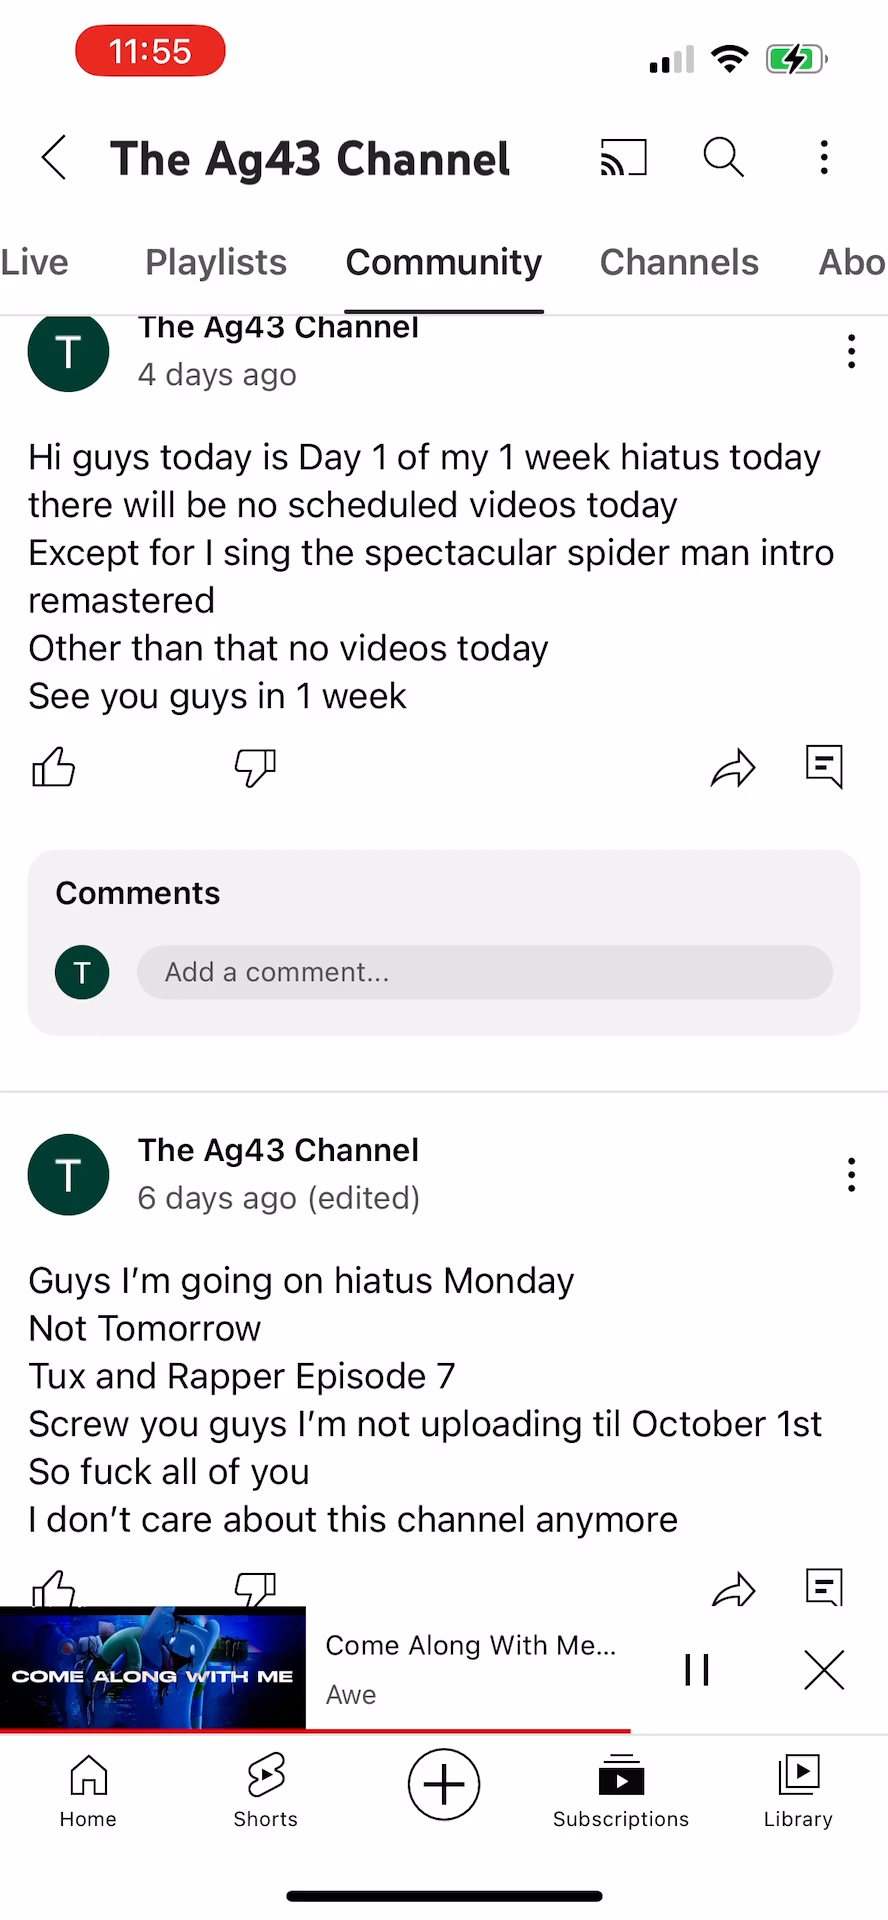 11:55
The Ag43 Channel
Live Playlists Community Channels Abo
The Ag43 Channel
4 days ago
Hi guys today is Day 1 of my 1 week hiatus today
there will be no scheduled videos today
Except for I sing the spectacular spider man intro
remastered
Other than that no videos today
See you guys in 1 week
Comments
T
Add a comment...
T
The Ag43 Channel
6 days ago (edited)
Guys I'm going on hiatus Monday
Not Tomorrow
Tux and Rapper Episode 7
Screw you guys I'm not uploading til October 1st
So fuck all of you
I don't care about this channel anymore
COME ALONG WITH ME
Come Along With Me...
Awe
Home Shorts Subscriptions Library